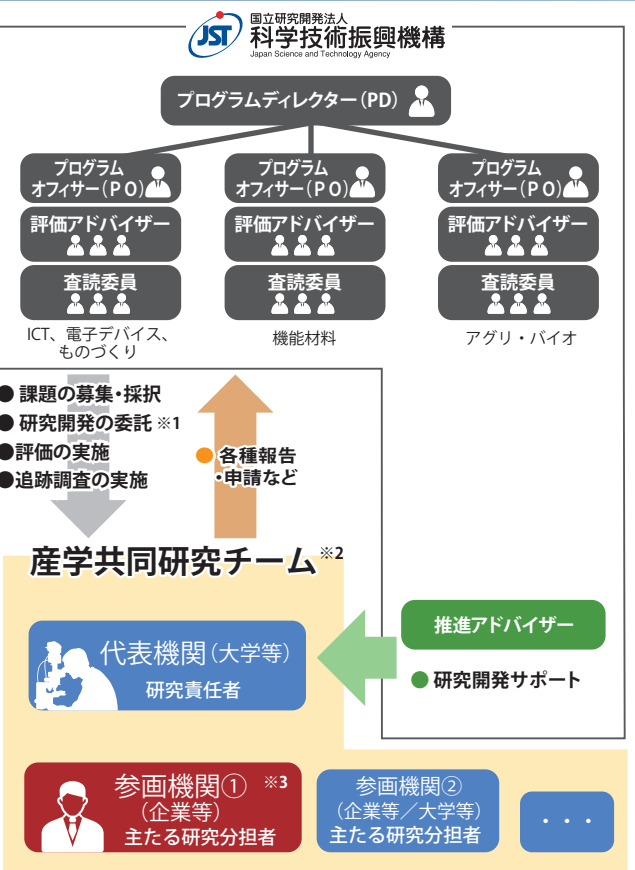 JST
国立研究開発法人
科学技術振興機構
Japan Science and Technology Agency
プログラムディレクター（PD）
プログラム
オフィサー（PO）
評価アドバイザー
査読委員
ICT、電子デバイス、
ものづくり
プログラム
オフィサー（PO）
評価アドバイザー
査読委員
機能材料
プログラム
オフィサー（PO）
評価アドバイザー
査読委員
アグリ・バイオ
● 課題の募集・採択
● 研究開発の委託 ※1
●評価の実施
●追跡調査の実施
● 各種報告
・申請など
産学共同研究チーム※2
代表機関（大学等）
研究責任者
推進アドバイザー
● 研究開発サポート
参画機関① ※3
（企業等）
主たる研究分担者
参画機関②
（企業等／大学等）
主たる研究分担者
・・・